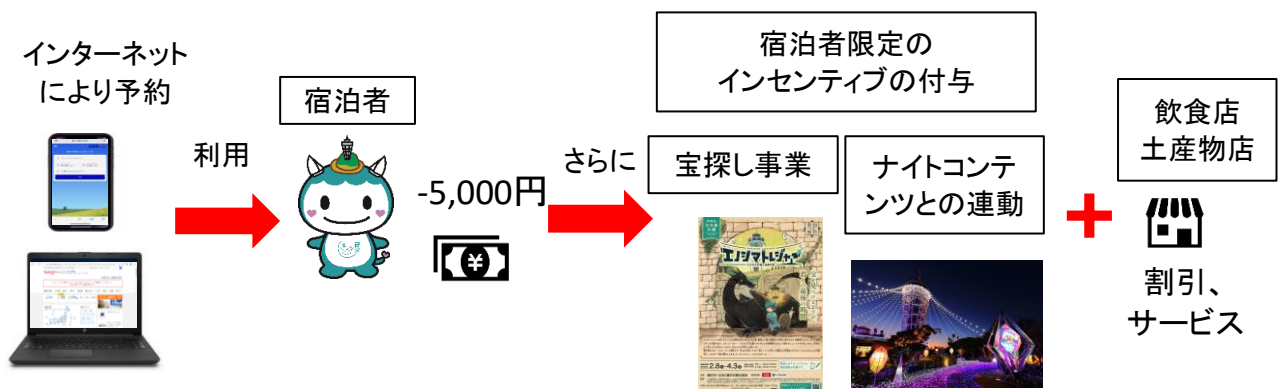 インターネット
により予約
利用
宿泊者
-5,000円
さらに
宿泊者限定の
インセンティブの付与
宝探し事業
ナイトコンテ
ンツとの連動
エノシマトレジャー
2.8
4.3
飲食店
土産物店
割引、
サービス